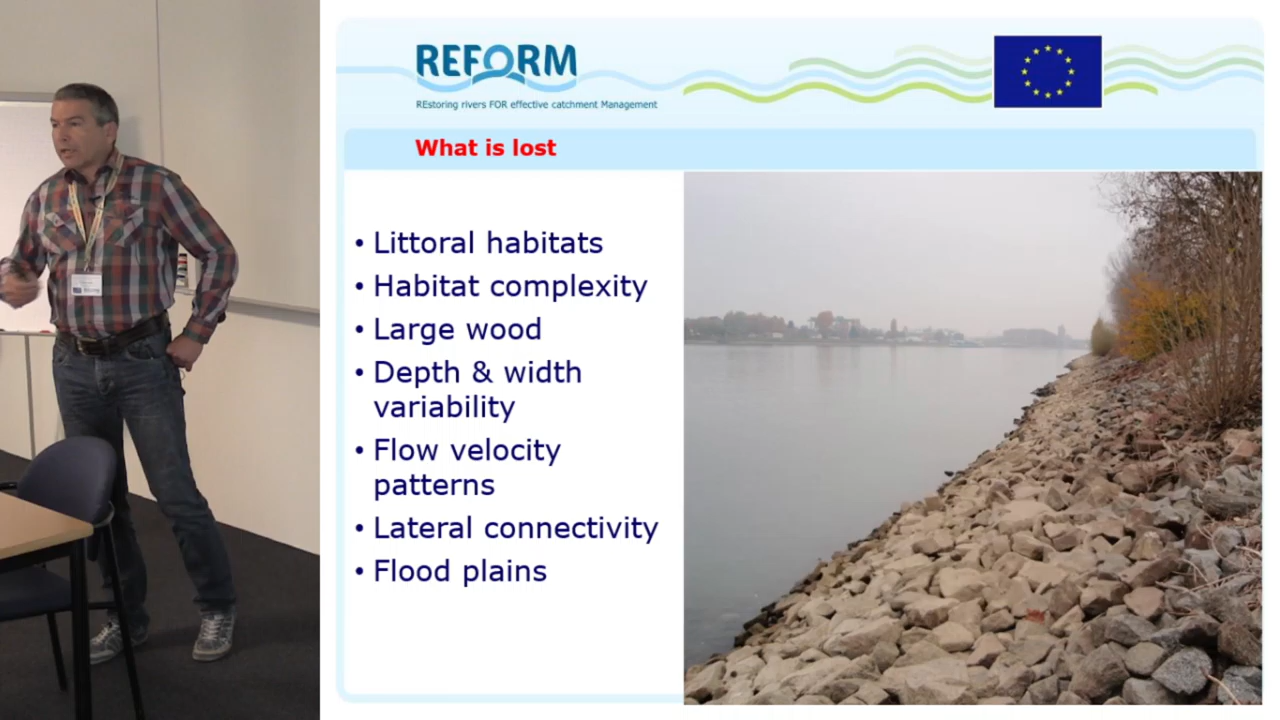 REFORM
REstoring rivers FOR effective catchment Management
What is lost
• Littoral habitats
• Habitat complexity
• Large wood
• Depth & width
variability
• Flow velocity
patterns
• Lateral connectivity
• Flood plains